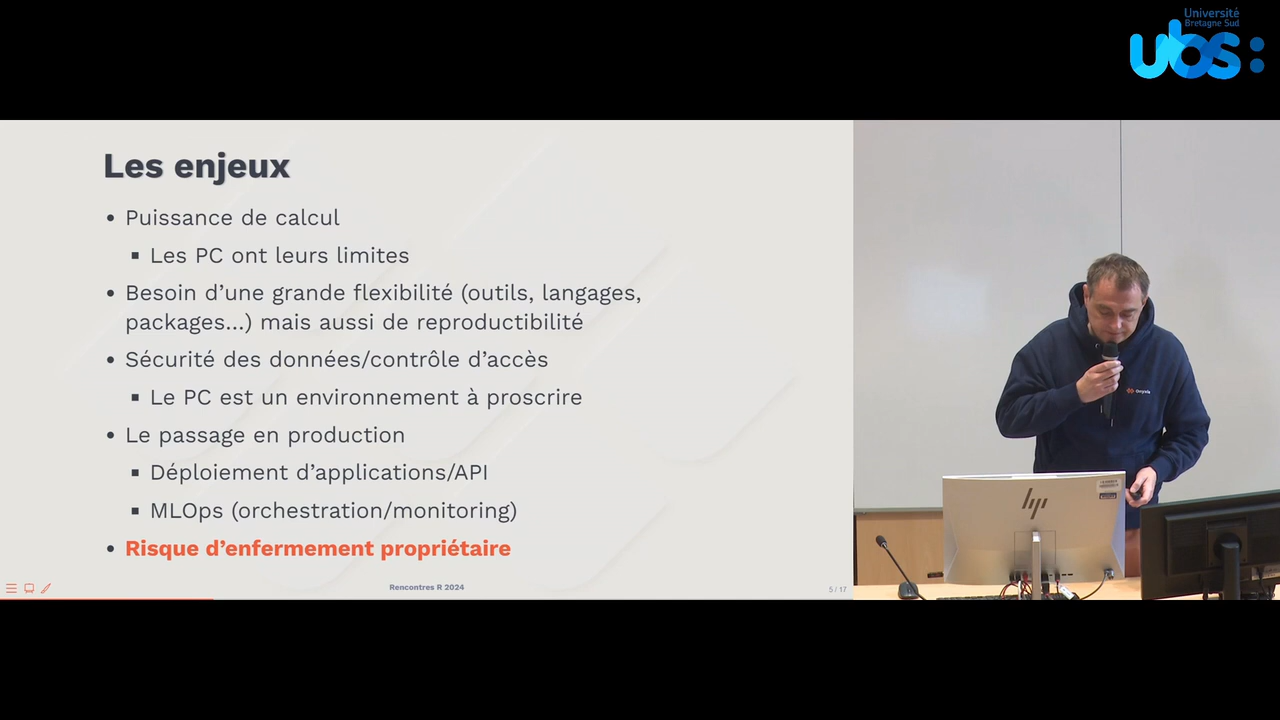 Université
Bretagne Sud
ubs:
Les enjeux
• Puissance de calcul
▪ Les PC ont leurs limites
• Besoin d’une grande flexibilité (outils, langages,
packages...) mais aussi de reproductibilité
• Sécurité des données/contrôle d’accès
▪ Le PC est un environnement à proscrire
• Le passage en production
▪ Déploiement d’applications/API
▪ MLOps (orchestration/monitoring)
• Risque d’enfermement propriétaire
Rencontres R 2024
5 / 17
Onyxia
hp